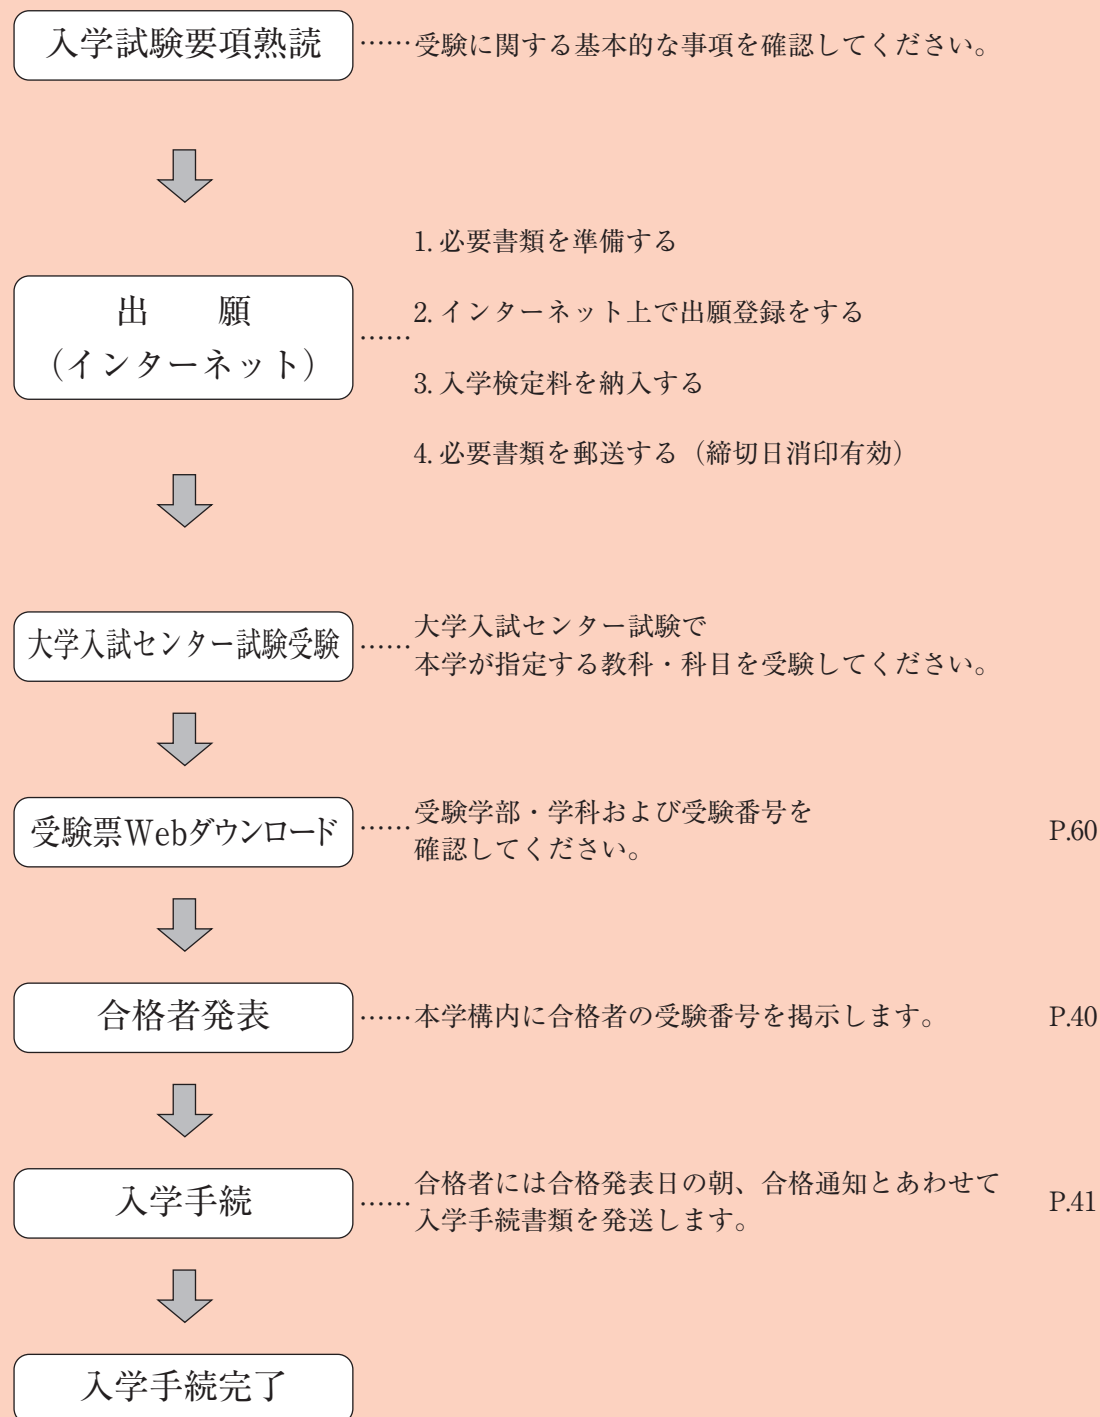 入学試験要項熟読 ……受験に関する基本的な事項を確認してください。
1. 必要書類を準備する
出　　願
(インターネット)
……
2. インターネット上で出願登録をする
3. 入学検定料を納入する
4. 必要書類を郵送する（締切日消印有効）
大学入試センター試験受験 ……大学入試センター試験で
本学が指定する教科・科目を受験してください。
受験票Webダウンロード ……受験学部・学科および受験番号を
確認してください。 P.60
合格者発表 ……本学構内に合格者の受験番号を掲示します。 P.40
入学手続 ……合格者には合格発表日の朝、合格通知とあわせて
入学手続書類を発送します。 P.41
入学手続完了